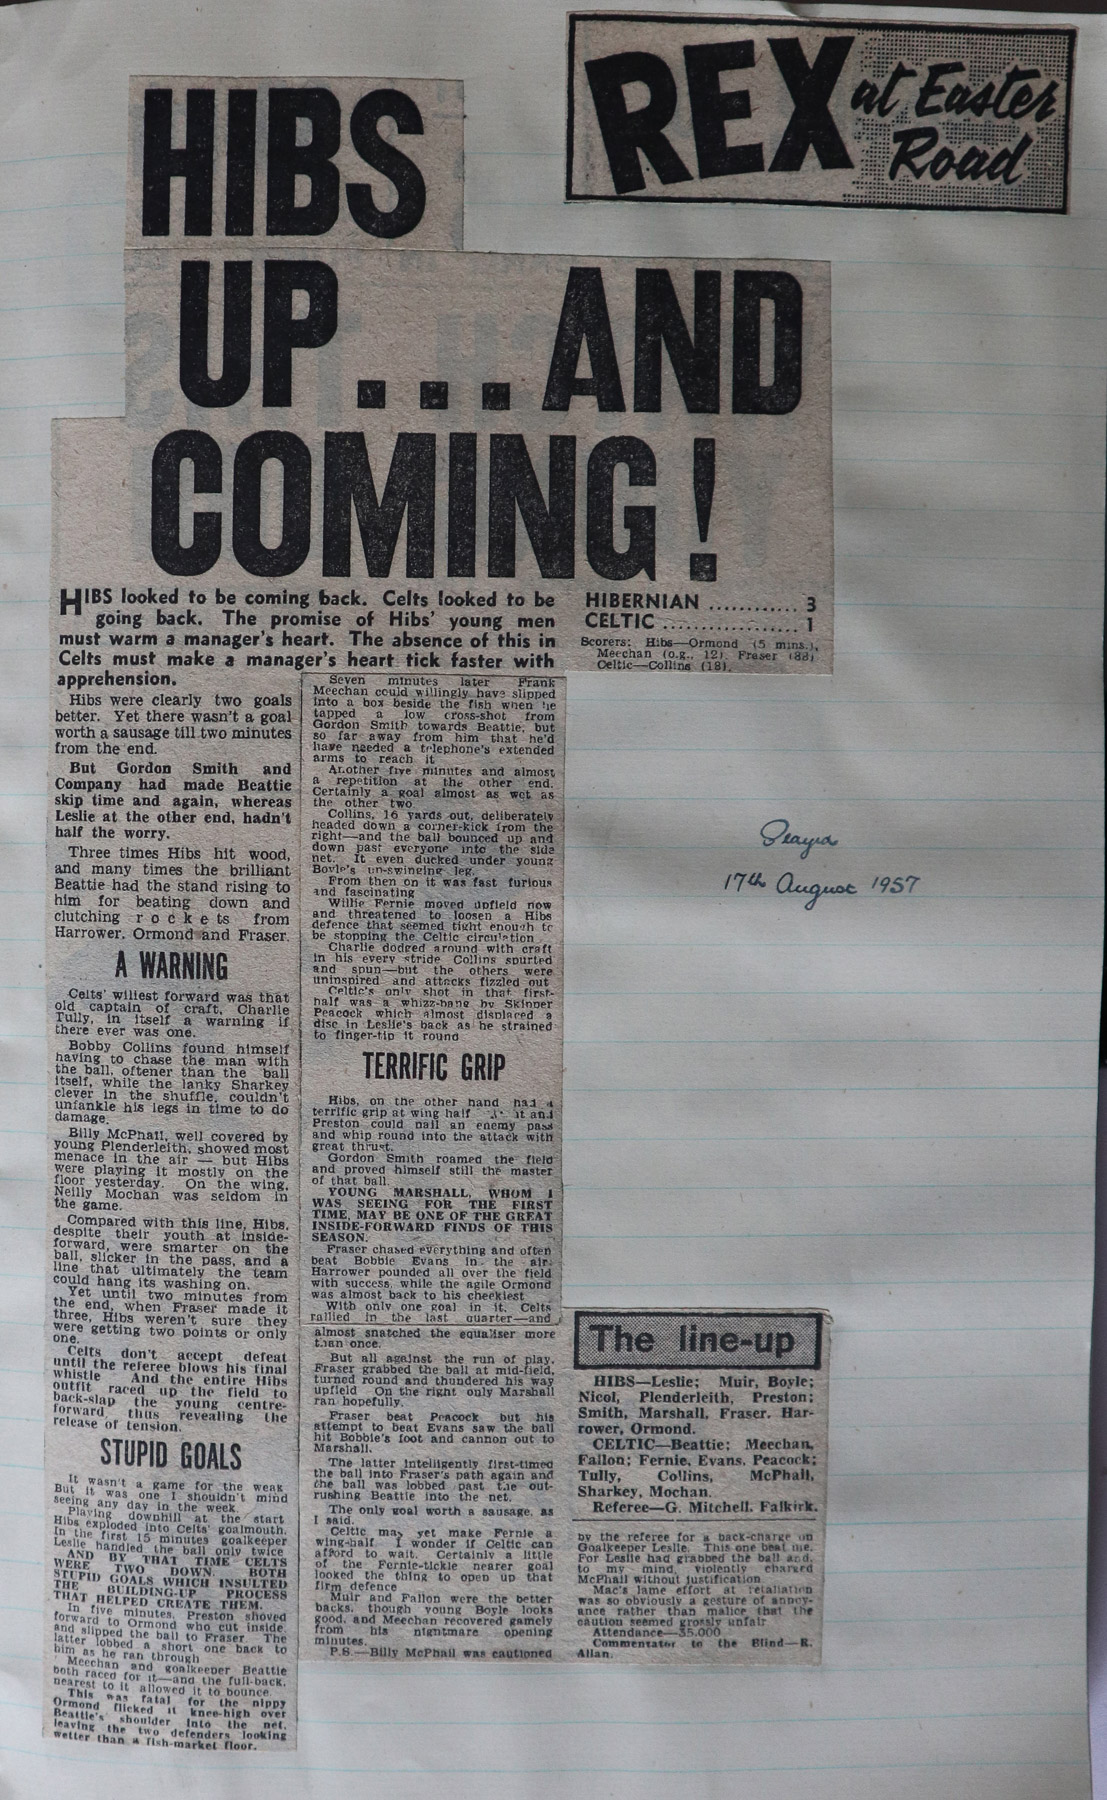 REX at Easter
Road
HIBS
UP...AND
COMING!
HIBS looked to be coming back. Celts looked to be
going back. The promise of Hibs' young men
must warm a manager's heart. The absence of this in
Celts must make a manager's heart tick faster with
apprehension.
HIBERNIAN ............ 3
CELTIC .................. 1
Scorers: Hibs—Ormond (5 mins.),
Meechan (o.g., 12), Fraser (88)
Celtic—Collins (18).
Hibs were clearly two goals
better. Yet there wasn't a goal
worth a sausage till two minutes
from the end.
But Gordon Smith and
Company had made Beattie
skip time and again, whereas
Leslie at the other end, hadn't
half the worry.
Three times Hibs hit wood,
and many times the brilliant
Beattie had the stand rising to
him for beating down and
clutching rockets from
Harrower, Ormond and Fraser.
A WARNING
Celts' wiliest forward was that
old captain of craft, Charlie
Tully, in itself a warning if
there ever was one.
Bobby Collins found himself
having to chase the man with
the ball, oftener than the ball
itself, while the lanky Sharkey
clever in the shuffle, couldn't
unfankle his legs in time to do
damage.
Billy McPhail, well covered by
young Plenderleith, showed most
menace in the air — but Hibs
were playing it mostly on the
floor yesterday. On the wing,
Neilly Mochan was seldom in
the game.
Compared with this line, Hibs,
despite their youth at inside-
forward, were smarter on the
ball, slicker in the pass, and a
line that ultimately the team
could hang its washing on.
Yet until two minutes from
the end, when Fraser made it
three, Hibs weren't sure they
were getting two points or only
one.
Celts don't accept defeat
until the referee blows his final
whistle And the entire Hibs
outfit raced up the field to
back-slap the young centre-
forward, thus revealing the
release of tension.
STUPID GOALS
It wasn't a game for the weak
But it was one I shouldn't mind
seeing any day in the week.
Playing downhill at the start
Hibs exploded into Celts' goalmouth.
In the first 15 minutes goalkeeper
Leslie handled the ball only twice
AND BY THAT TIME CELTS
WERE TWO DOWN. BOTH
STUPID GOALS WHICH INSULTED
THE BUILDING-UP PROCESS
THAT HELPED CREATE THEM.
In five minutes, Preston shoved
forward to Ormond who cut inside,
and slipped the ball to Fraser The
latter lobbed a short one back to
him as he ran through
Meechan and goalkeeper Beattie
both raced for it—and the full-back,
nearest to it allowed it to bounce.
This was fatal for the nippy
Ormond flicked it knee-high over
Beattie's shoulder into the net,
leaving the two defenders looking
wetter than a fish-market floor.
Seven minutes later Frank
Meechan could willingly have slipped
into a box beside the fish when he
tapped a low cross-shot from
Gordon Smith towards Beattie, but
so far away from him that he'd
have needed a telephone's extended
arms to reach it
Another five minutes and almost
a repetition at the other end.
Certainly a goal almost as wet as
the other two
Collins, 16 yards out, deliberately
headed down a corner-kick from the
right—and the ball bounced up and
down past everyone into the side
net. It even ducked under young
Boyle's up-swinging leg.
From then on it was fast furious
and fascinating
Willie Fernie moved upfield now
and threatened to loosen a Hibs
defence that seemed tight enough to
be stopping the Celtic circulation
Charlie dodged around with craft
in his every stride Collins spurted
and spun—but the others were
uninspired and attacks fizzled out
Celtic's only shot in that first-
half was a whizz-bang by Skipper
Peacock which almost displaced a
disc in Leslie's back as he strained
to finger-tip it round
TERRIFIC GRIP
Hibs, on the other hand had a
terrific grip at wing half it and
Preston could nail an enemy pass
and whip round into the attack with
great thrust.
Gordon Smith roamed the field
and proved himself still the master
of that ball.
YOUNG MARSHALL, WHOM I
WAS SEEING FOR THE FIRST
TIME, MAY BE ONE OF THE GREAT
INSIDE-FORWARD FINDS OF THIS
SEASON.
Fraser chased everything and often
beat Bobbie Evans in the air
Harrower pounded all over the field
with success, while the agile Ormond
was almost back to his cheekiest
With only one goal in it, Celts
rallied in the last quarter—and
almost snatched the equaliser more
than once.
But all against the run of play,
Fraser grabbed the ball at mid-field,
turned round and thundered his way
upfield On the right only Marshall
ran hopefully.
Fraser beat Peacock but his
attempt to beat Evans saw the ball
hit Bobbie's foot and cannon out to
Marshall.
The latter intelligently first-timed
the ball into Fraser's path again and
the ball was lobbed past the out-
rushing Beattie into the net.
The only goal worth a sausage, as
I said.
Celtic may yet make Fernie a
wing-half I wonder if Celtic can
afford to wait. Certainly a little
of the Fernie-tickle nearer goal
looked the thing to open up that
firm defence
Muir and Fallon were the better
backs, though young Boyle looks
good, and Meechan recovered gamely
from his nightmare opening
minutes.
P.S.—Billy McPhail was cautioned
The line-up
HIBS—Leslie; Muir, Boyle;
Nicol, Plenderleith, Preston;
Smith, Marshall, Fraser, Har-
rower, Ormond.
CELTIC—Beattie; Meechan,
Fallon; Fernie, Evans, Peacock;
Tully, Collins, McPhail,
Sharkey, Mochan.
Referee—G. Mitchell, Falkirk.
by the referee for a back-charge on
Goalkeeper Leslie. This one beat me.
For Leslie had grabbed the ball and,
to my mind, violently charged
McPhail without justification
Mac's lame effort at retaliation
was so obviously a gesture of annoy-
ance rather than malice that the
caution seemed grossly unfair
Attendance—35,000
Commentator to the Blind—R.
Allan.
Played
17th August 1957